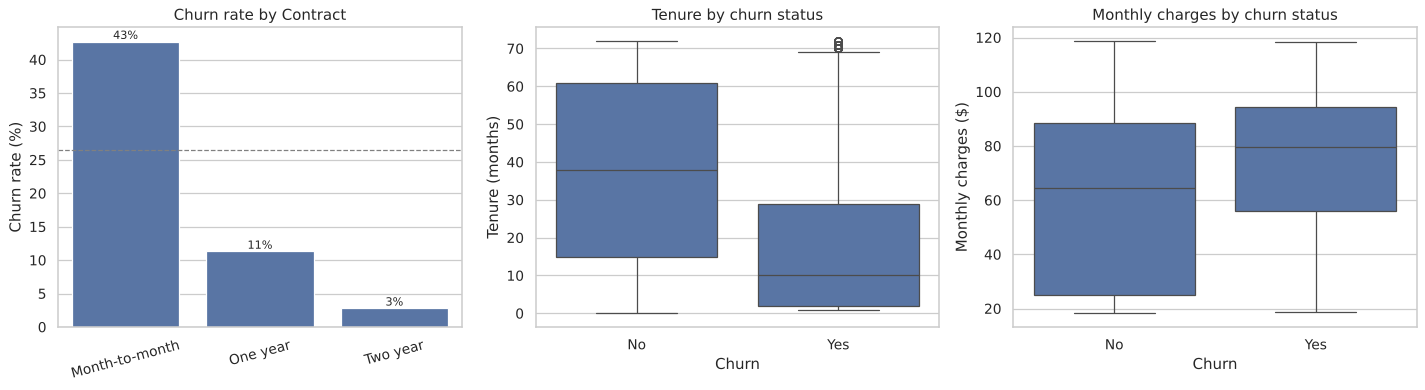 Churn rate by Contract
Churn rate (%)
40
35
30
25
20
15
10
5
0
43%
11%
3%
Month-to-month
One year
Two year
Tenure by churn status
Tenure (months)
70
60
50
40
30
20
10
0
No
Yes
Churn
Monthly charges by churn status
Monthly charges ($)
120
100
80
60
40
20
No
Yes
Churn